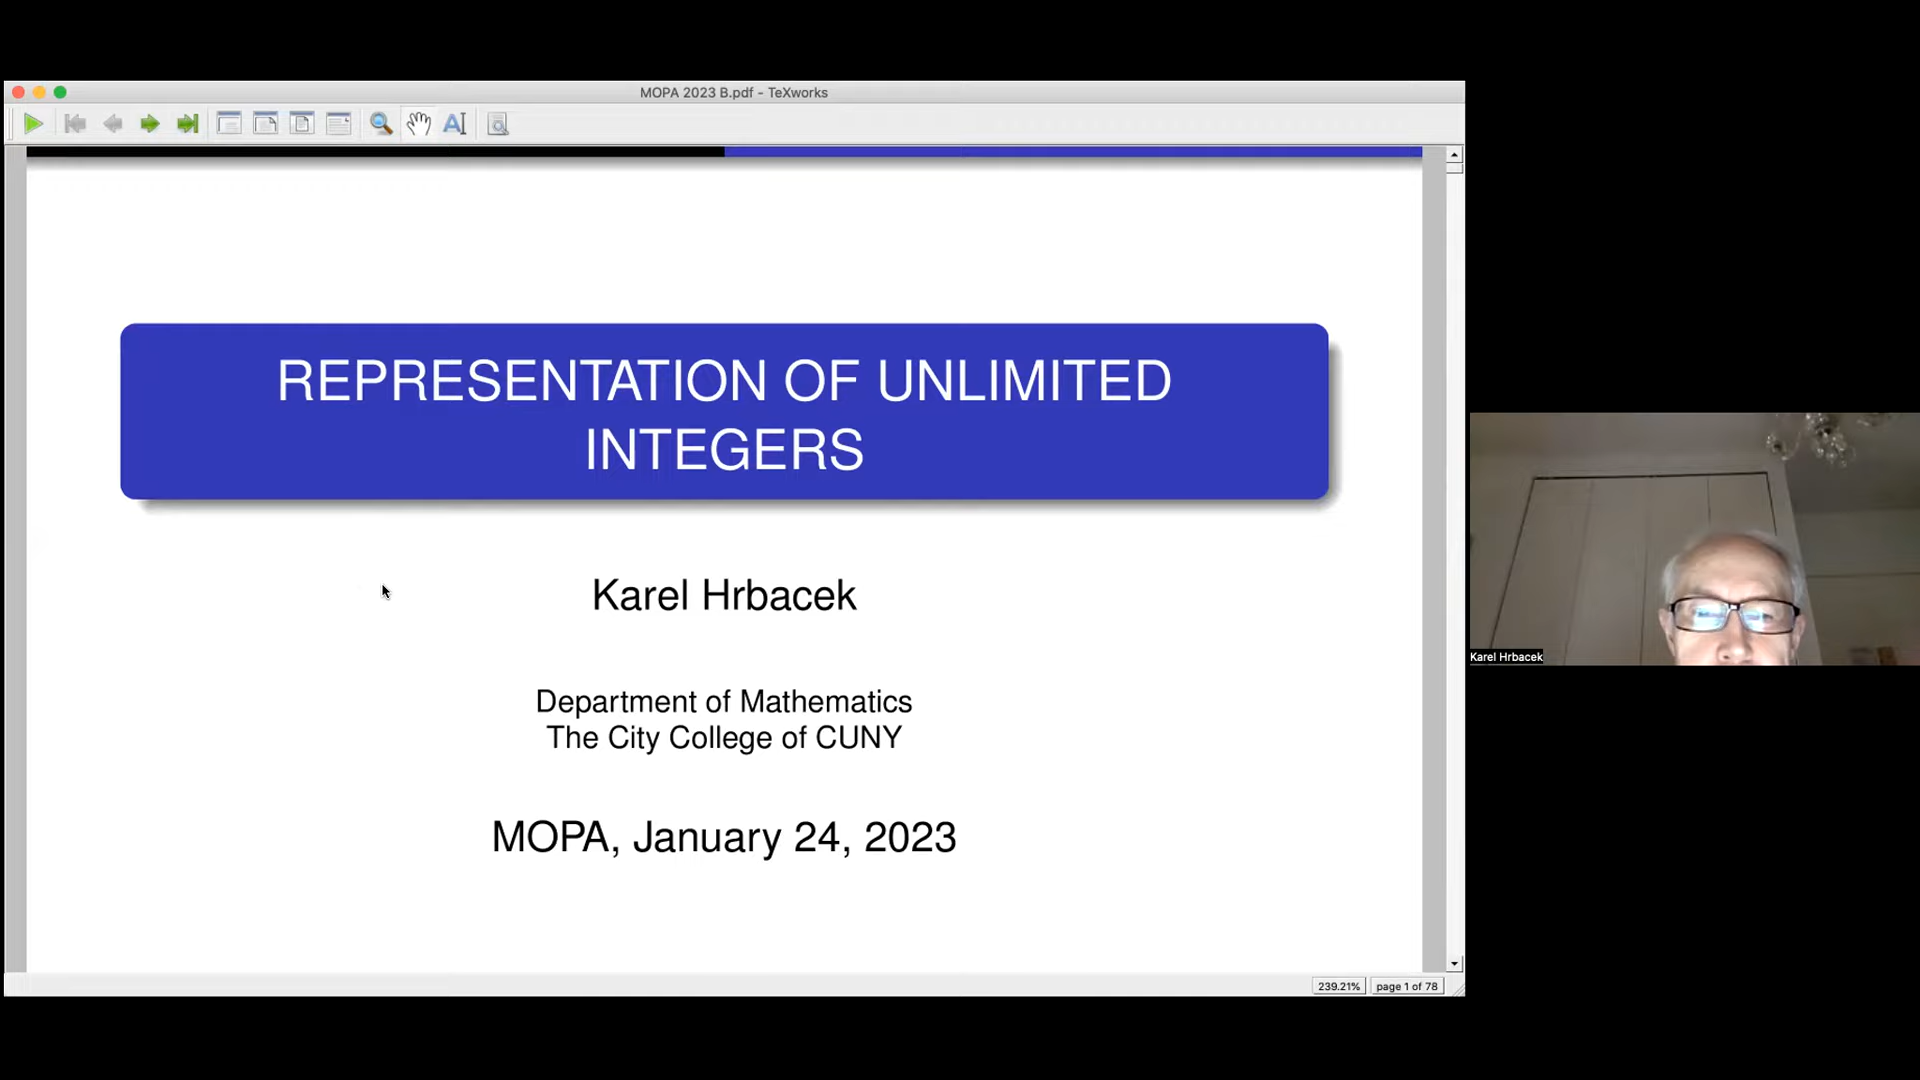 MOPA 2023 B.pdf - TeXworks
REPRESENTATION OF UNLIMITED
INTEGERS
Karel Hrbacek
Department of Mathematics
The City College of CUNY
MOPA, January 24, 2023
239.21%
page 1 of 78
Karel Hrbacek